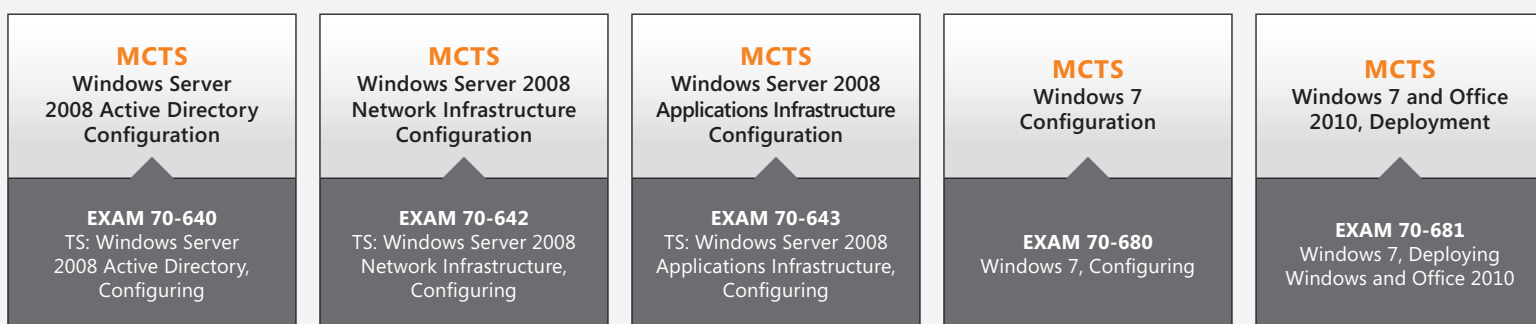 MCTS
Windows Server
2008 Active Directory
Configuration
EXAM 70-640
TS: Windows Server
2008 Active Directory,
Configuring
MCTS
Windows Server 2008
Network Infrastructure
Configuration
EXAM 70-642
TS: Windows Server 2008
Network Infrastructure,
Configuring
MCTS
Windows Server 2008
Applications Infrastructure
Configuration
EXAM 70-643
TS: Windows Server 2008
Applications Infrastructure,
Configuring
MCTS
Windows 7
Configuration
EXAM 70-680
Windows 7, Configuring
MCTS
Windows 7 and Office
2010, Deployment
EXAM 70-681
Windows 7, Deploying
Windows and Office 2010